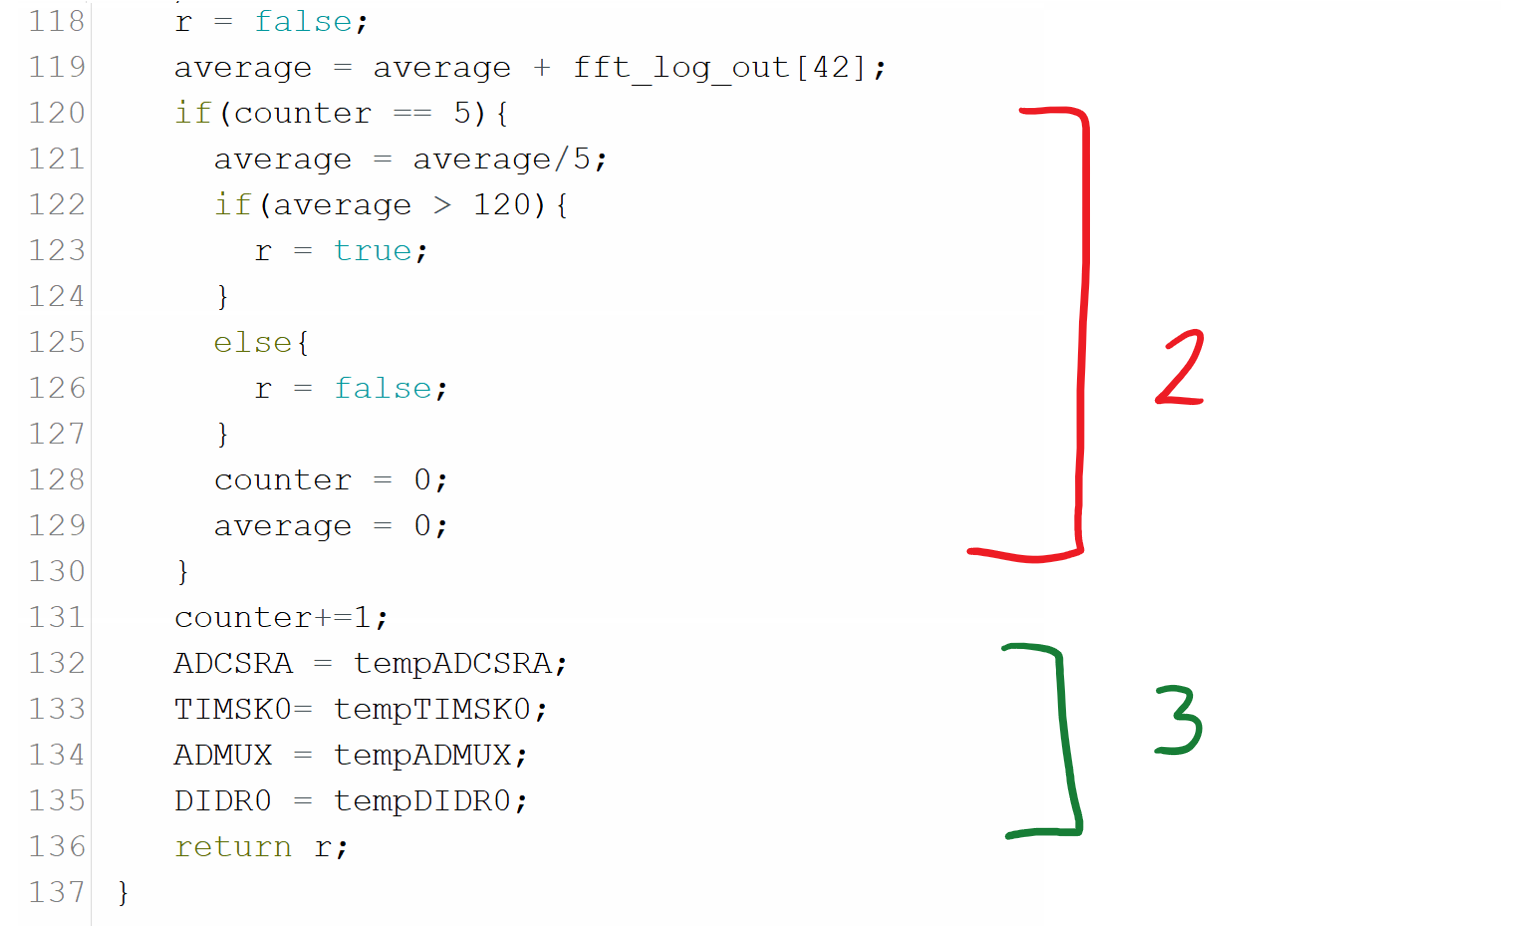 118 r = false;
119 average = average + fft_log_out[42];
120 if(counter == 5){
121 average = average/5;
122 if(average > 120){
123 r = true;
124 }
125 else{
126 r = false;
127 }
128 counter = 0;
129 average = 0;
130 }
131 counter+=1;
132 ADCSRA = tempADCSRA;
133 TIMSK0= tempTIMSK0;
134 ADMUX = tempADMUX;
135 DIDR0 = tempDIDR0;
136 return r;
137 }
2
3